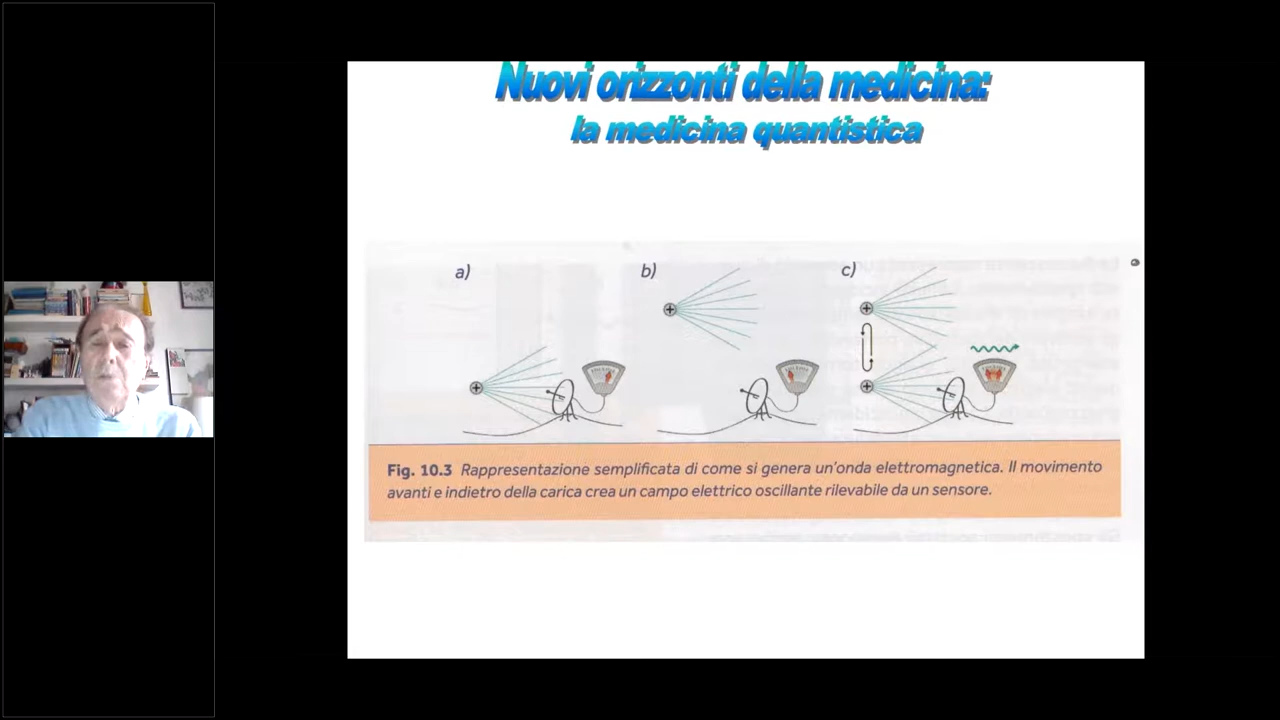 Nuovi orizzonti della medicina:
la medicina quantistica
a)
b)
c)
Fig. 10.3 Rappresentazione semplificata di come si genera un'onda elettromagnetica. Il movimento
avanti e indietro della carica crea un campo elettrico oscillante rilevabile da un sensore.